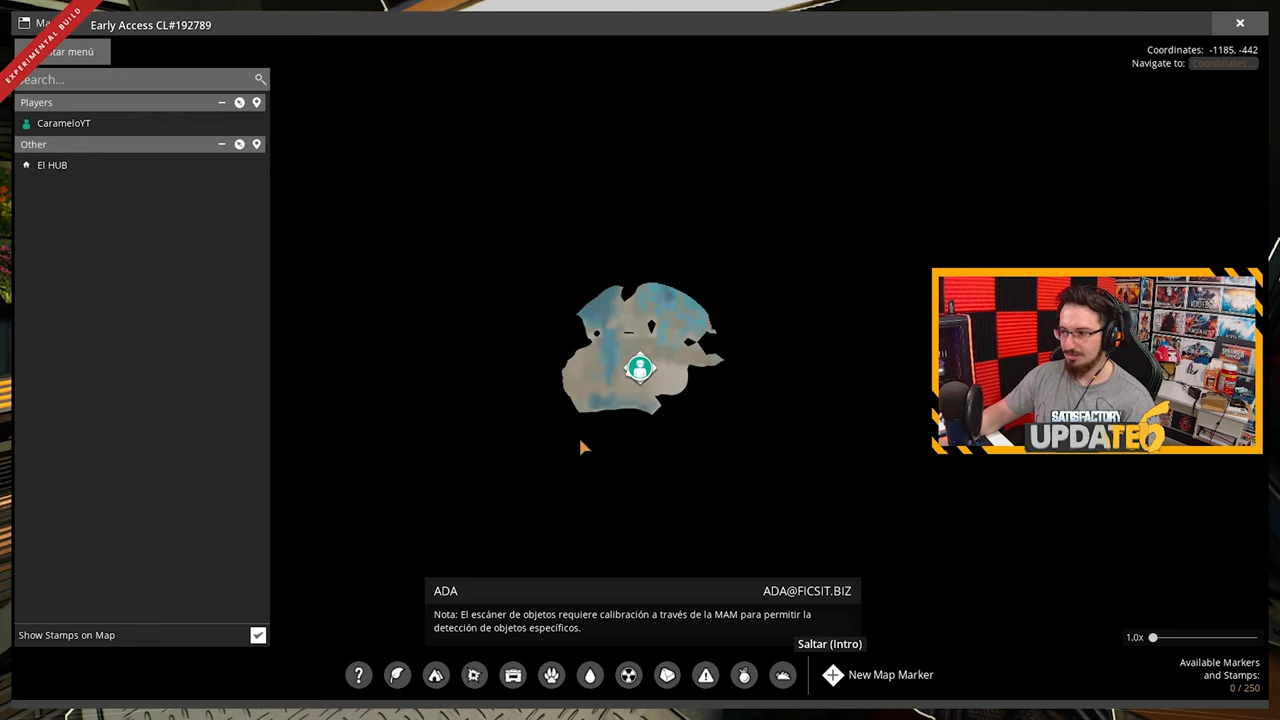 EXPERIMENTAL BUILD
Ma
Early Access CL#192789
tar menú
Search...
Players
CarameloYT
Other
El HUB
Coordinates: -1185, -442
Navigate to: Coordinates...
SATISFACTORY
UPDATE6
ADA
ADA@FICSIT.BIZ
Nota: El escáner de objetos requiere calibración a través de la MAM para permitir la
detección de objetos específicos.
Saltar (Intro)
Show Stamps on Map
1,0x
?
New Map Marker
Available Markers
and Stamps:
0 / 250